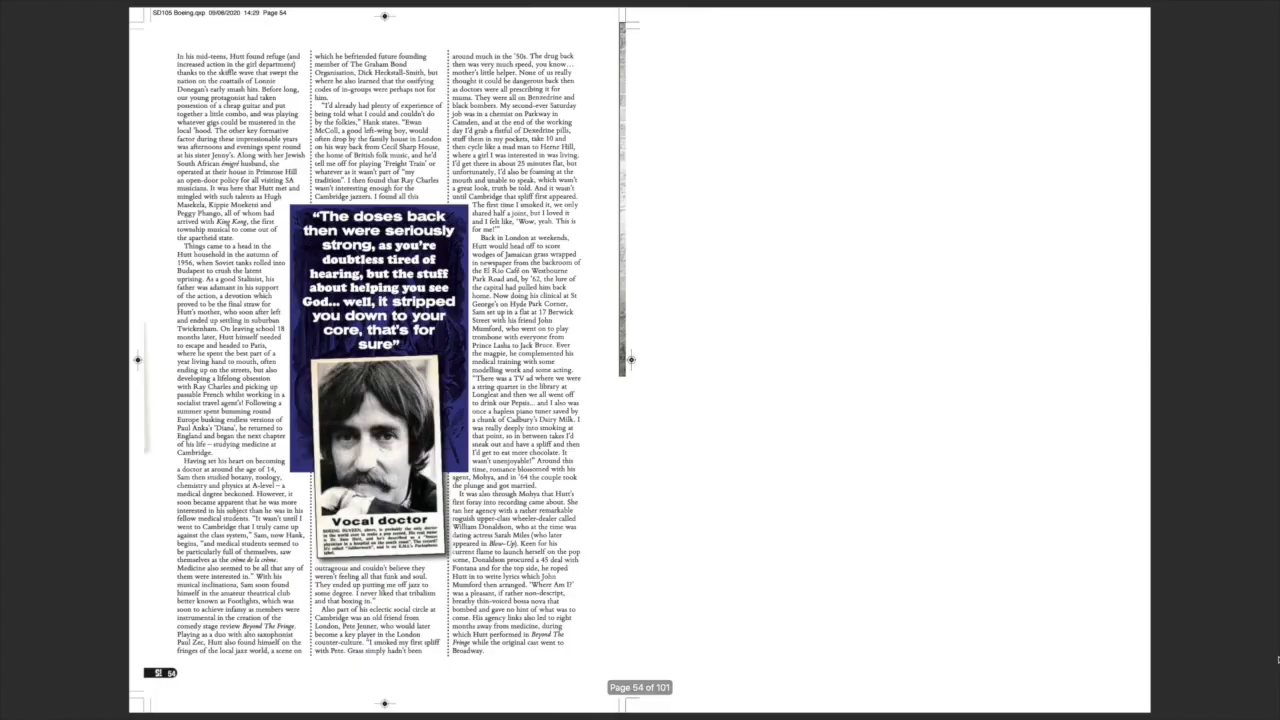 SD105 Boeing.qxp 09/06/2020 14:29 Page 54
In his mid-teens, Hutt found refuge (and
increased action in the girl department)
thanks to the skiffle wave that swept the
nation on the coattails of Lonnie
Donegan's early smash hits. Before long,
our young protagonist had taken
possession of a cheap guitar and put
together a little combo, and was playing
whatever gigs could be mustered in the
local 'hood. The other key formative
factor during these impressionable years
was afternoons and evenings spent round
at his sister Jenny's. Along with her Jewish
South African émigré husband, she
operated at their house in Primrose Hill
an open-door policy for all visiting SA
musicians. It was here that Hutt met and
mingled with such talents as Hugh
Masekela, Kippie Moeketsi and
Peggy Phango, all of whom had
arrived with King Kong, the first
township musical to come out of
the apartheid state.
Things came to a head in the
Hutt household in the autumn of
1956, when Soviet tanks rolled into
Budapest to crush the latent
uprising. As a good Stalinist, his
father was adamant in his support
of the action, a devotion which
proved to be the final straw for
Hutt's mother, who soon after left
and ended up settling in suburban
Twickenham. On leaving school 18
months later, Hutt himself needed
to escape and headed to Paris,
where he spent the best part of a
year living hand to mouth, often
ending up on the streets, but also
developing a lifelong obsession
with Ray Charles and picking up
passable French whilst working in a
socialist travel agent's! Following a
summer spent bumming round
Europe busking endless versions of
Paul Anka's 'Diana', he returned to
England and began the next chapter
of his life – studying medicine at
Cambridge.
Having set his heart on becoming
a doctor at around the age of 14,
Sam then studied botany, zoology,
chemistry and physics at A-level – a
medical degree beckoned. However, it
soon became apparent that he was more
interested in his subject than he was in his
fellow medical students. "It wasn't until I
went to Cambridge that I truly came up
against the class system," Sam, now Hank,
begins, "and medical students seemed to
be particularly full of themselves, saw
themselves as the crème de la crème.
Medicine also seemed to be all that any of
them were interested in." With his
musical inclinations, Sam soon found
himself in the amateur theatrical club
better known as Footlights, which was
soon to achieve infamy as members were
instrumental in the creation of the
comedy stage review Beyond The Fringe.
Playing as a duo with alto saxophonist
Paul Zec, Hutt also found himself on the
fringes of the local jazz world, a scene on
which he befriended future founding
member of The Graham Bond
Organisation, Dick Heckstall-Smith, but
where he also learned that the ossifying
codes of in-groups were perhaps not for
him.
"I'd already had plenty of experience of
being told what I could and couldn't do
by the folkies," Hank states. "Ewan
McColl, a good left-wing boy, would
often drop by the family house in London
on his way back from Cecil Sharp House,
the home of British folk music, and he'd
tell me off for playing 'Freight Train' or
whatever as it wasn't part of "my
tradition". I then found that Ray Charles
wasn't interesting enough for the
Cambridge jazzers. I found all this
"The doses back
then were seriously
strong, as you're
doubtless tired of
hearing, but the stuff
about helping you see
God... well, it stripped
you down to your
core, that's for
sure"
Vocal doctor
outrageous and couldn't believe they
weren't feeling all that funk and soul.
They ended up putting me off jazz to
some degree. I never liked that tribalism
and that boxing in."
Also part of his eclectic social circle at
Cambridge was an old friend from
London, Pete Jenner, who would later
become a key player in the London
counter-culture. "I smoked my first spliff
with Pete. Grass simply hadn't been
around much in the '50s. The drug back
then was very much speed, you know…
mother's little helper. None of us really
thought it could be dangerous back then
as doctors were all prescribing it for
mums. They were all on Benzedrine and
black bombers. My second-ever Saturday
job was in a chemist on Parkway in
Camden, and at the end of the working
day I'd grab a fistful of Dexedrine pills,
stuff them in my pockets, take 10 and
then cycle like a mad man to Herne Hill,
where a girl I was interested in was living.
I'd get there in about 25 minutes flat, but
unfortunately, I'd also be foaming at the
mouth and unable to speak, which wasn't
a great look, truth be told. And it wasn't
until Cambridge that spliff first appeared.
The first time I smoked it, we only
shared half a joint, but I loved it
and I felt like, 'Wow, yeah. This is
for me!'"
Back in London at weekends,
Hutt would head off to score
wodges of Jamaican grass wrapped
in newspaper from the backroom of
the El Rio Café on Westbourne
Park Road and, by '62, the lure of
the capital had pulled him back
home. Now doing his clinical at St
George's on Hyde Park Corner,
Sam set up in a flat at 17 Berwick
Street with his friend John
Mumford, who went on to play
trombone with everyone from
Prince Lasha to Jack Bruce. Ever
the magpie, he complemented his
medical training with some
modelling work and some acting.
"There was a TV ad where we were
a string quartet in the library at
Longleat and then we all went off
to drink our Pepsis... and I also was
once a hapless piano tuner saved by
a chunk of Cadbury's Dairy Milk. I
was really deeply into smoking at
that point, so in between takes I'd
sneak out and have a spliff and then
I'd get to eat more chocolate. It
wasn't unenjoyable!" Around this
time, romance blossomed with his
agent, Mohya, and in '64 the couple took
the plunge and got married.
It was also through Mohya that Hutt's
first foray into recording came about. She
ran her agency with a rather remarkable
roguish upper-class wheeler-dealer called
William Donaldson, who at the time was
dating actress Sarah Miles (who later
appeared in Blow-Up). Keen for his
current flame to launch herself on the pop
scene, Donaldson procured a 45 deal with
Fontana and for the top side, he roped
Hutt in to write lyrics which John
Mumford then arranged. 'Where Am I?'
was a pleasant, if rather non-descript,
breathy thin-voiced bossa nova that
bombed and gave no hint of what was to
come. His agency links also led to eight
months away from medicine, during
which Hutt performed in Beyond The
Fringe while the original cast went to
Broadway.
54
Page 54 of 101